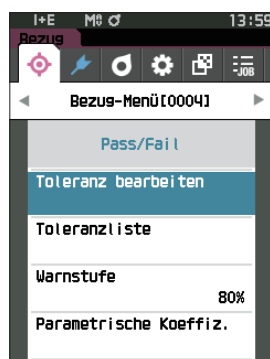 I+E M0 13:59
Bezug
JOB
Bezug-Menü[0004]
Pass/Fail
Toleranz bearbeiten
Toleranzliste
Warnstufe
80%
Parametrische Koeffiz.